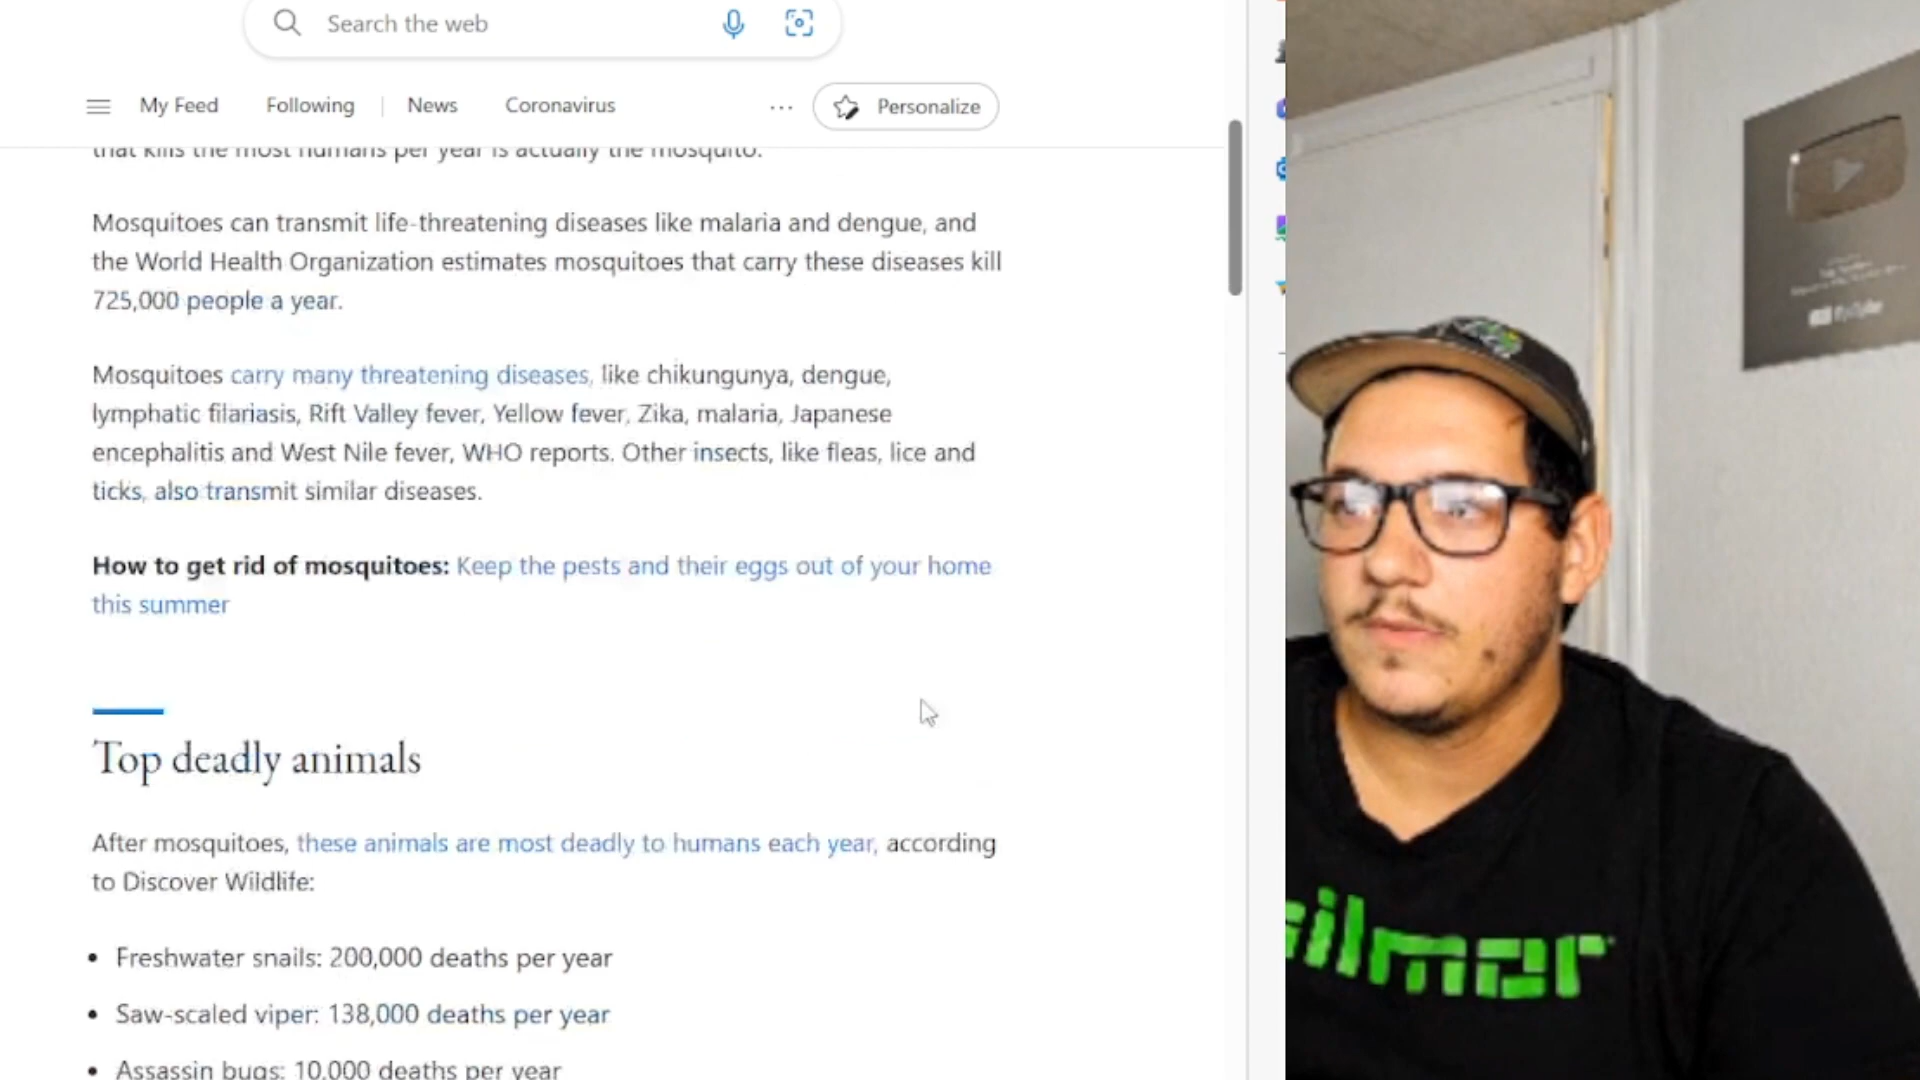 Search the web
My Feed Following News Coronavirus ... Personalize
that kills the most humans per year is actually the mosquito.
Mosquitoes can transmit life-threatening diseases like malaria and dengue, and
the World Health Organization estimates mosquitoes that carry these diseases kill
725,000 people a year.
Mosquitoes carry many threatening diseases, like chikungunya, dengue,
lymphatic filariasis, Rift Valley fever, Yellow fever, Zika, malaria, Japanese
encephalitis and West Nile fever, WHO reports. Other insects, like fleas, lice and
ticks, also transmit similar diseases.
How to get rid of mosquitoes: Keep the pests and their eggs out of your home
this summer
Top deadly animals
After mosquitoes, these animals are most deadly to humans each year, according
to Discover Wildlife:
• Freshwater snails: 200,000 deaths per year
• Saw-scaled viper: 138,000 deaths per year
• Assassin bugs: 10,000 deaths per year
YouTube
ilmar